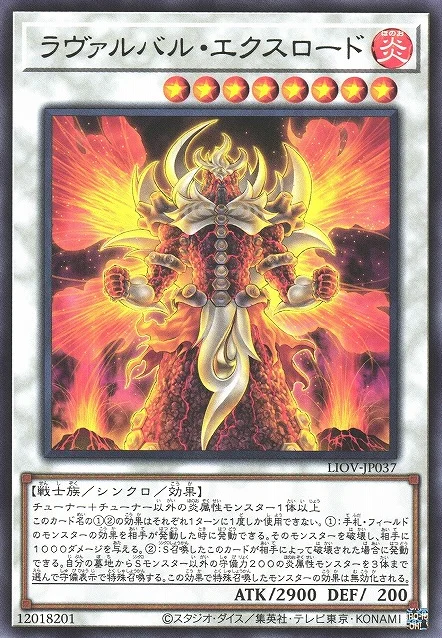 ラヴァルバル・エクスロード
炎
ほのお
LIOV-JP037
【戦士族／シンクロ／効果】
チューナー＋チューナー以外の炎属性モンスター1体以上
このカード名の①②の効果はそれぞれ1ターンに1度しか使用できない。①：手札・フィールド
のモンスターの効果を相手が発動した時に発動できる。そのモンスターを破壊し、相手に
1000ダメージを与える。②：S召喚したこのカードが相手によって破壊された場合に発動
できる。自分の墓地からSモンスター以外の守備力200の炎属性モンスターを3体まで
選んで守備表示で特殊召喚する。この効果で特殊召喚したモンスターの効果は無効化される。
ATK/2900 DEF/ 200
12018201
©スタジオ・ダイス／集英社・テレビ東京・KONAMI